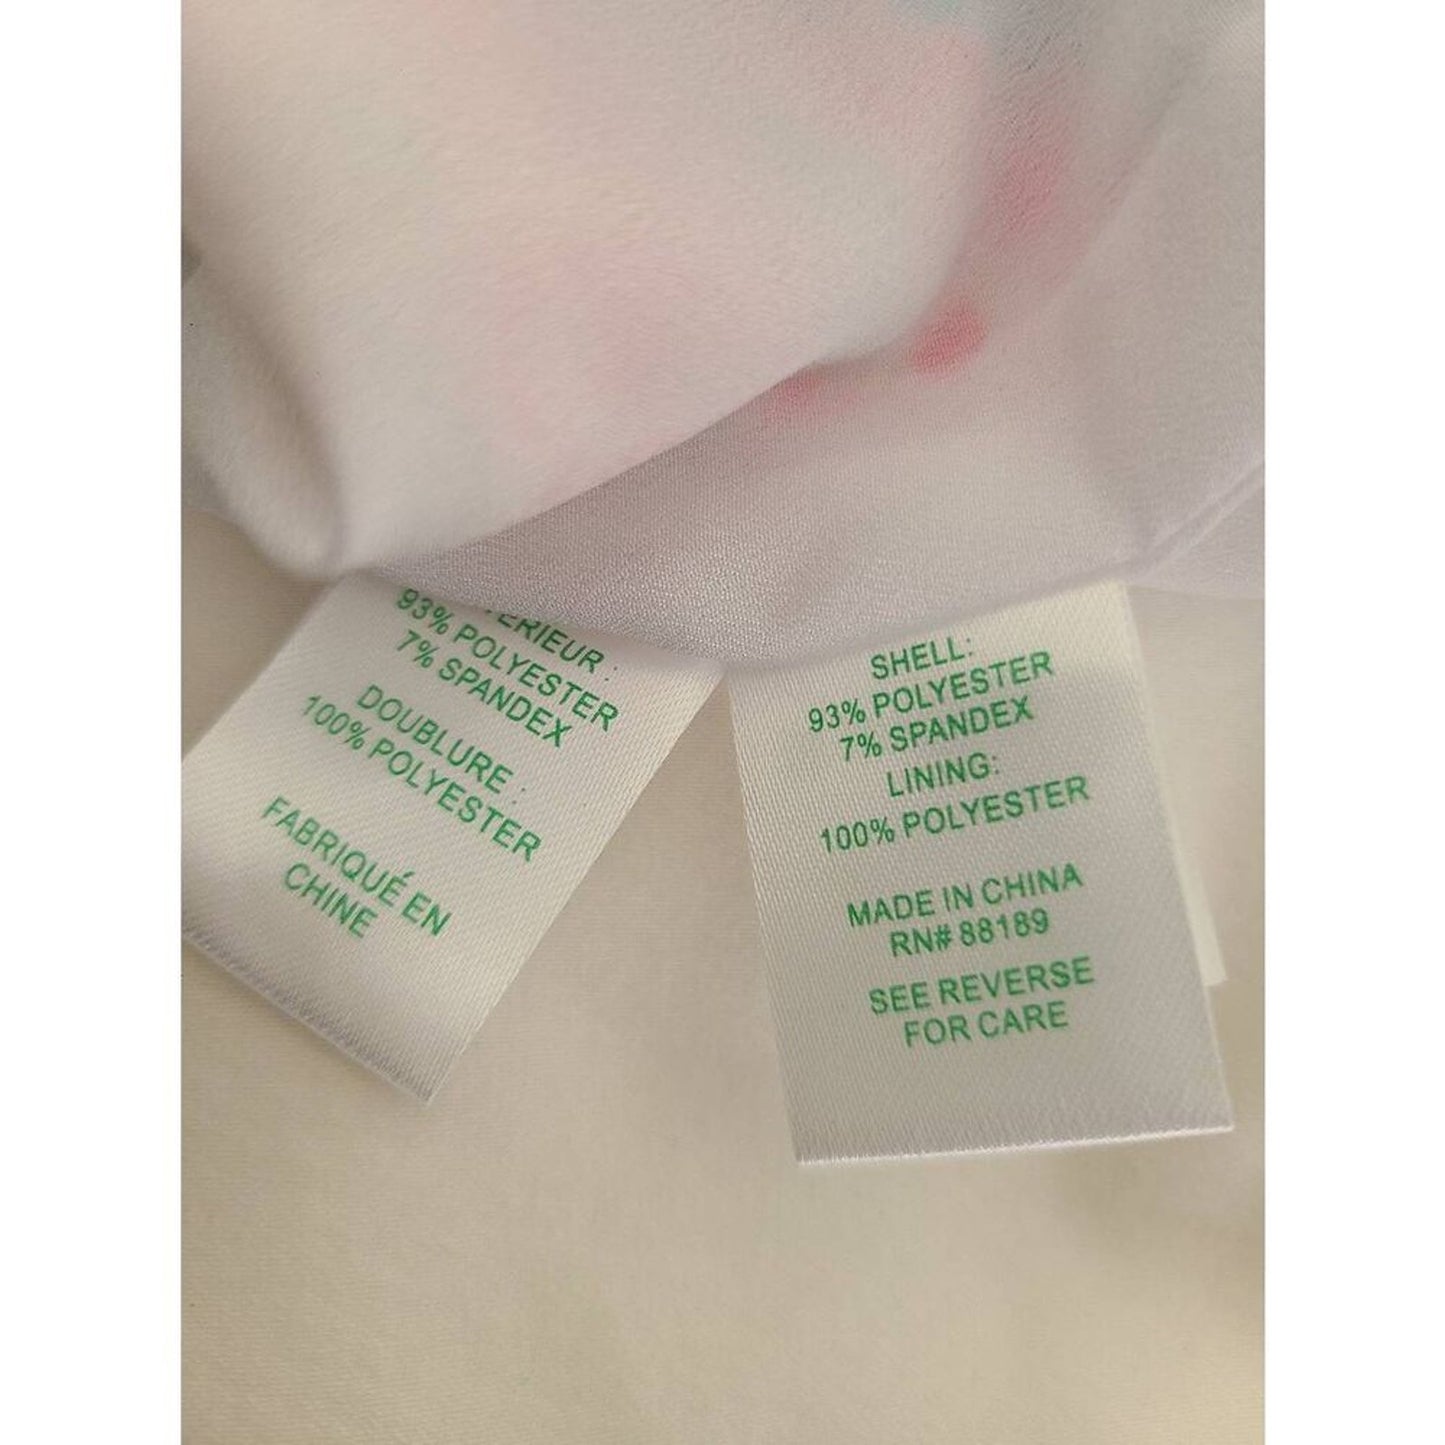 TÉRIEUR :
93% POLYESTER
7% SPANDEX
DOUBLURE :
100% POLYESTER
FABRIQUÉ EN
CHINE
SHELL:
93% POLYESTER
7% SPANDEX
LINING:
100% POLYESTER
MADE IN CHINA
RN# 88189
SEE REVERSE
FOR CARE